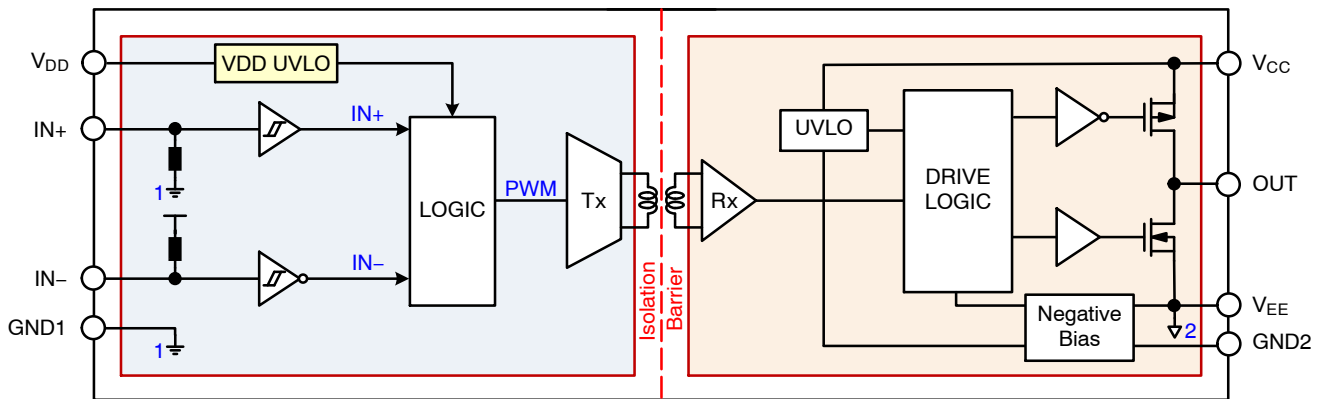 VDD
VDD UVLO
VCC
IN+
IN+
UVLO
1
PWM
LOGIC
Tx
Rx
DRIVE
LOGIC
OUT
IN−
IN−
Isolation
Barrier
GND1
1
Negative
Bias
VEE
2
GND2